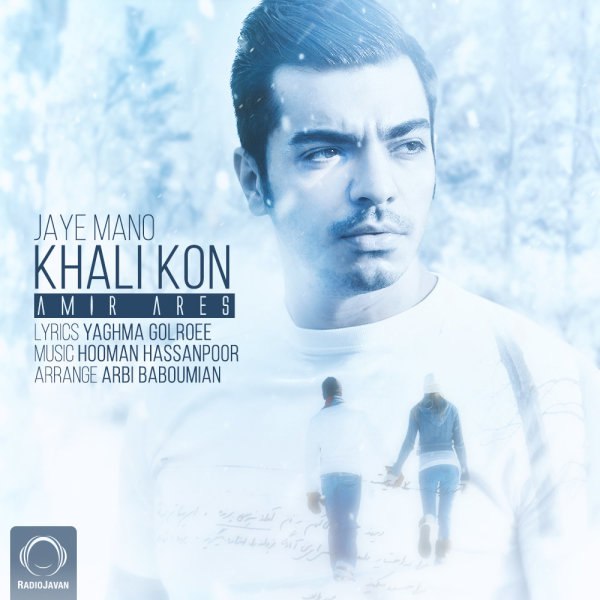 JAYE MANO
KHALI KON
AMIR ARES
LYRICS YAGHMA GOLROEE
MUSIC HOOMAN HASSANPOOR
ARRANGE ARBI BABOUMIAN
RADIOJAVAN